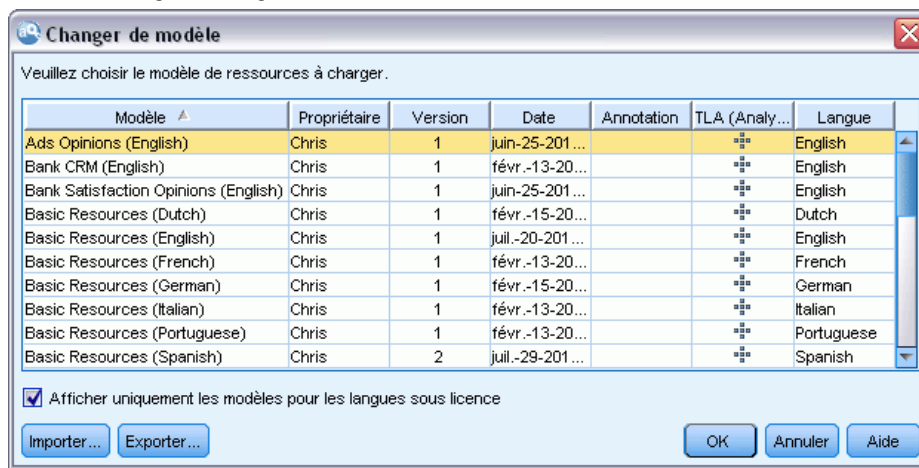 Changer de modèle
Veuillez choisir le modèle de ressources à charger.
Modèle Propriétaire Version Date Annotation TLA (Analy... Langue
Ads Opinions (English) Chris 1 juin-25-201... English
Bank CRM (English) Chris 1 févr.-13-20... English
Bank Satisfaction Opinions (English) Chris 1 juin-25-201... English
Basic Resources (Dutch) Chris 1 févr.-15-20... Dutch
Basic Resources (English) Chris 1 juil.-20-201... English
Basic Resources (French) Chris 1 févr.-13-20... French
Basic Resources (German) Chris 1 févr.-15-20... German
Basic Resources (Italian) Chris 1 févr.-13-20... Italian
Basic Resources (Portuguese) Chris 1 févr.-13-20... Portuguese
Basic Resources (Spanish) Chris 2 juil.-29-201... Spanish
Afficher uniquement les modèles pour les langues sous licence
Importer... Exporter... OK Annuler Aide